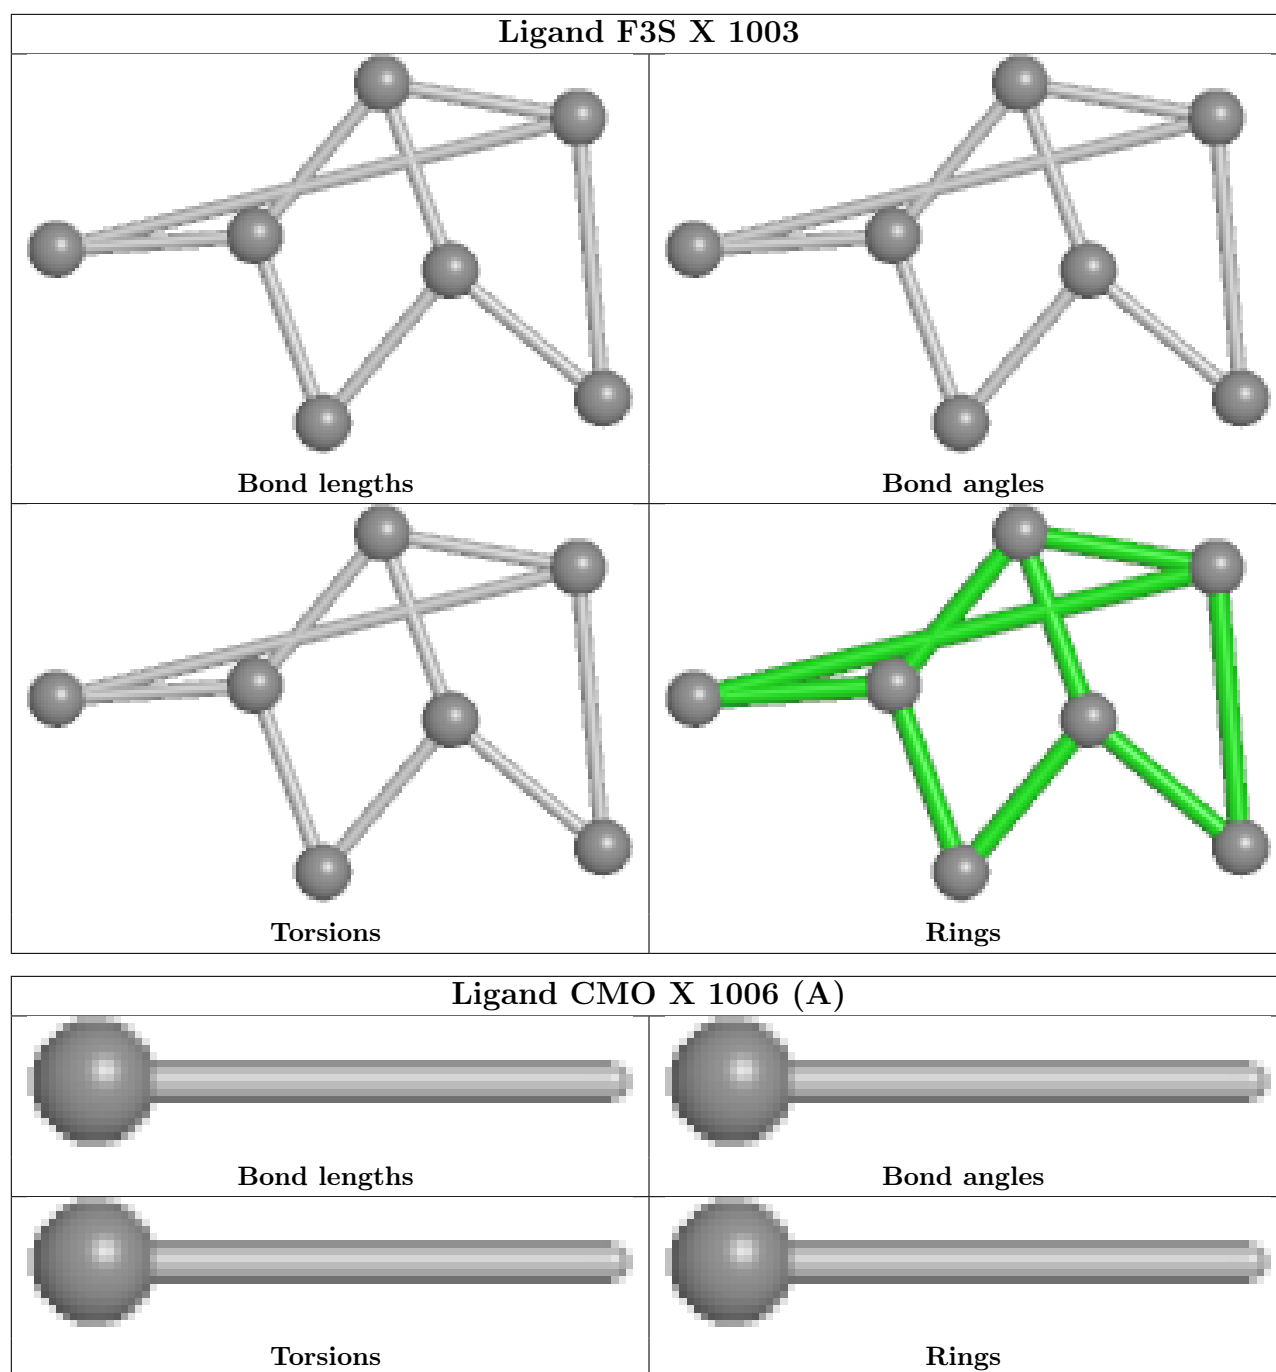 Ligand F3S X 1003
Bond lengths
Bond angles
Torsions
Rings
Ligand CMO X 1006 (A)
Bond lengths
Bond angles
Torsions
Rings